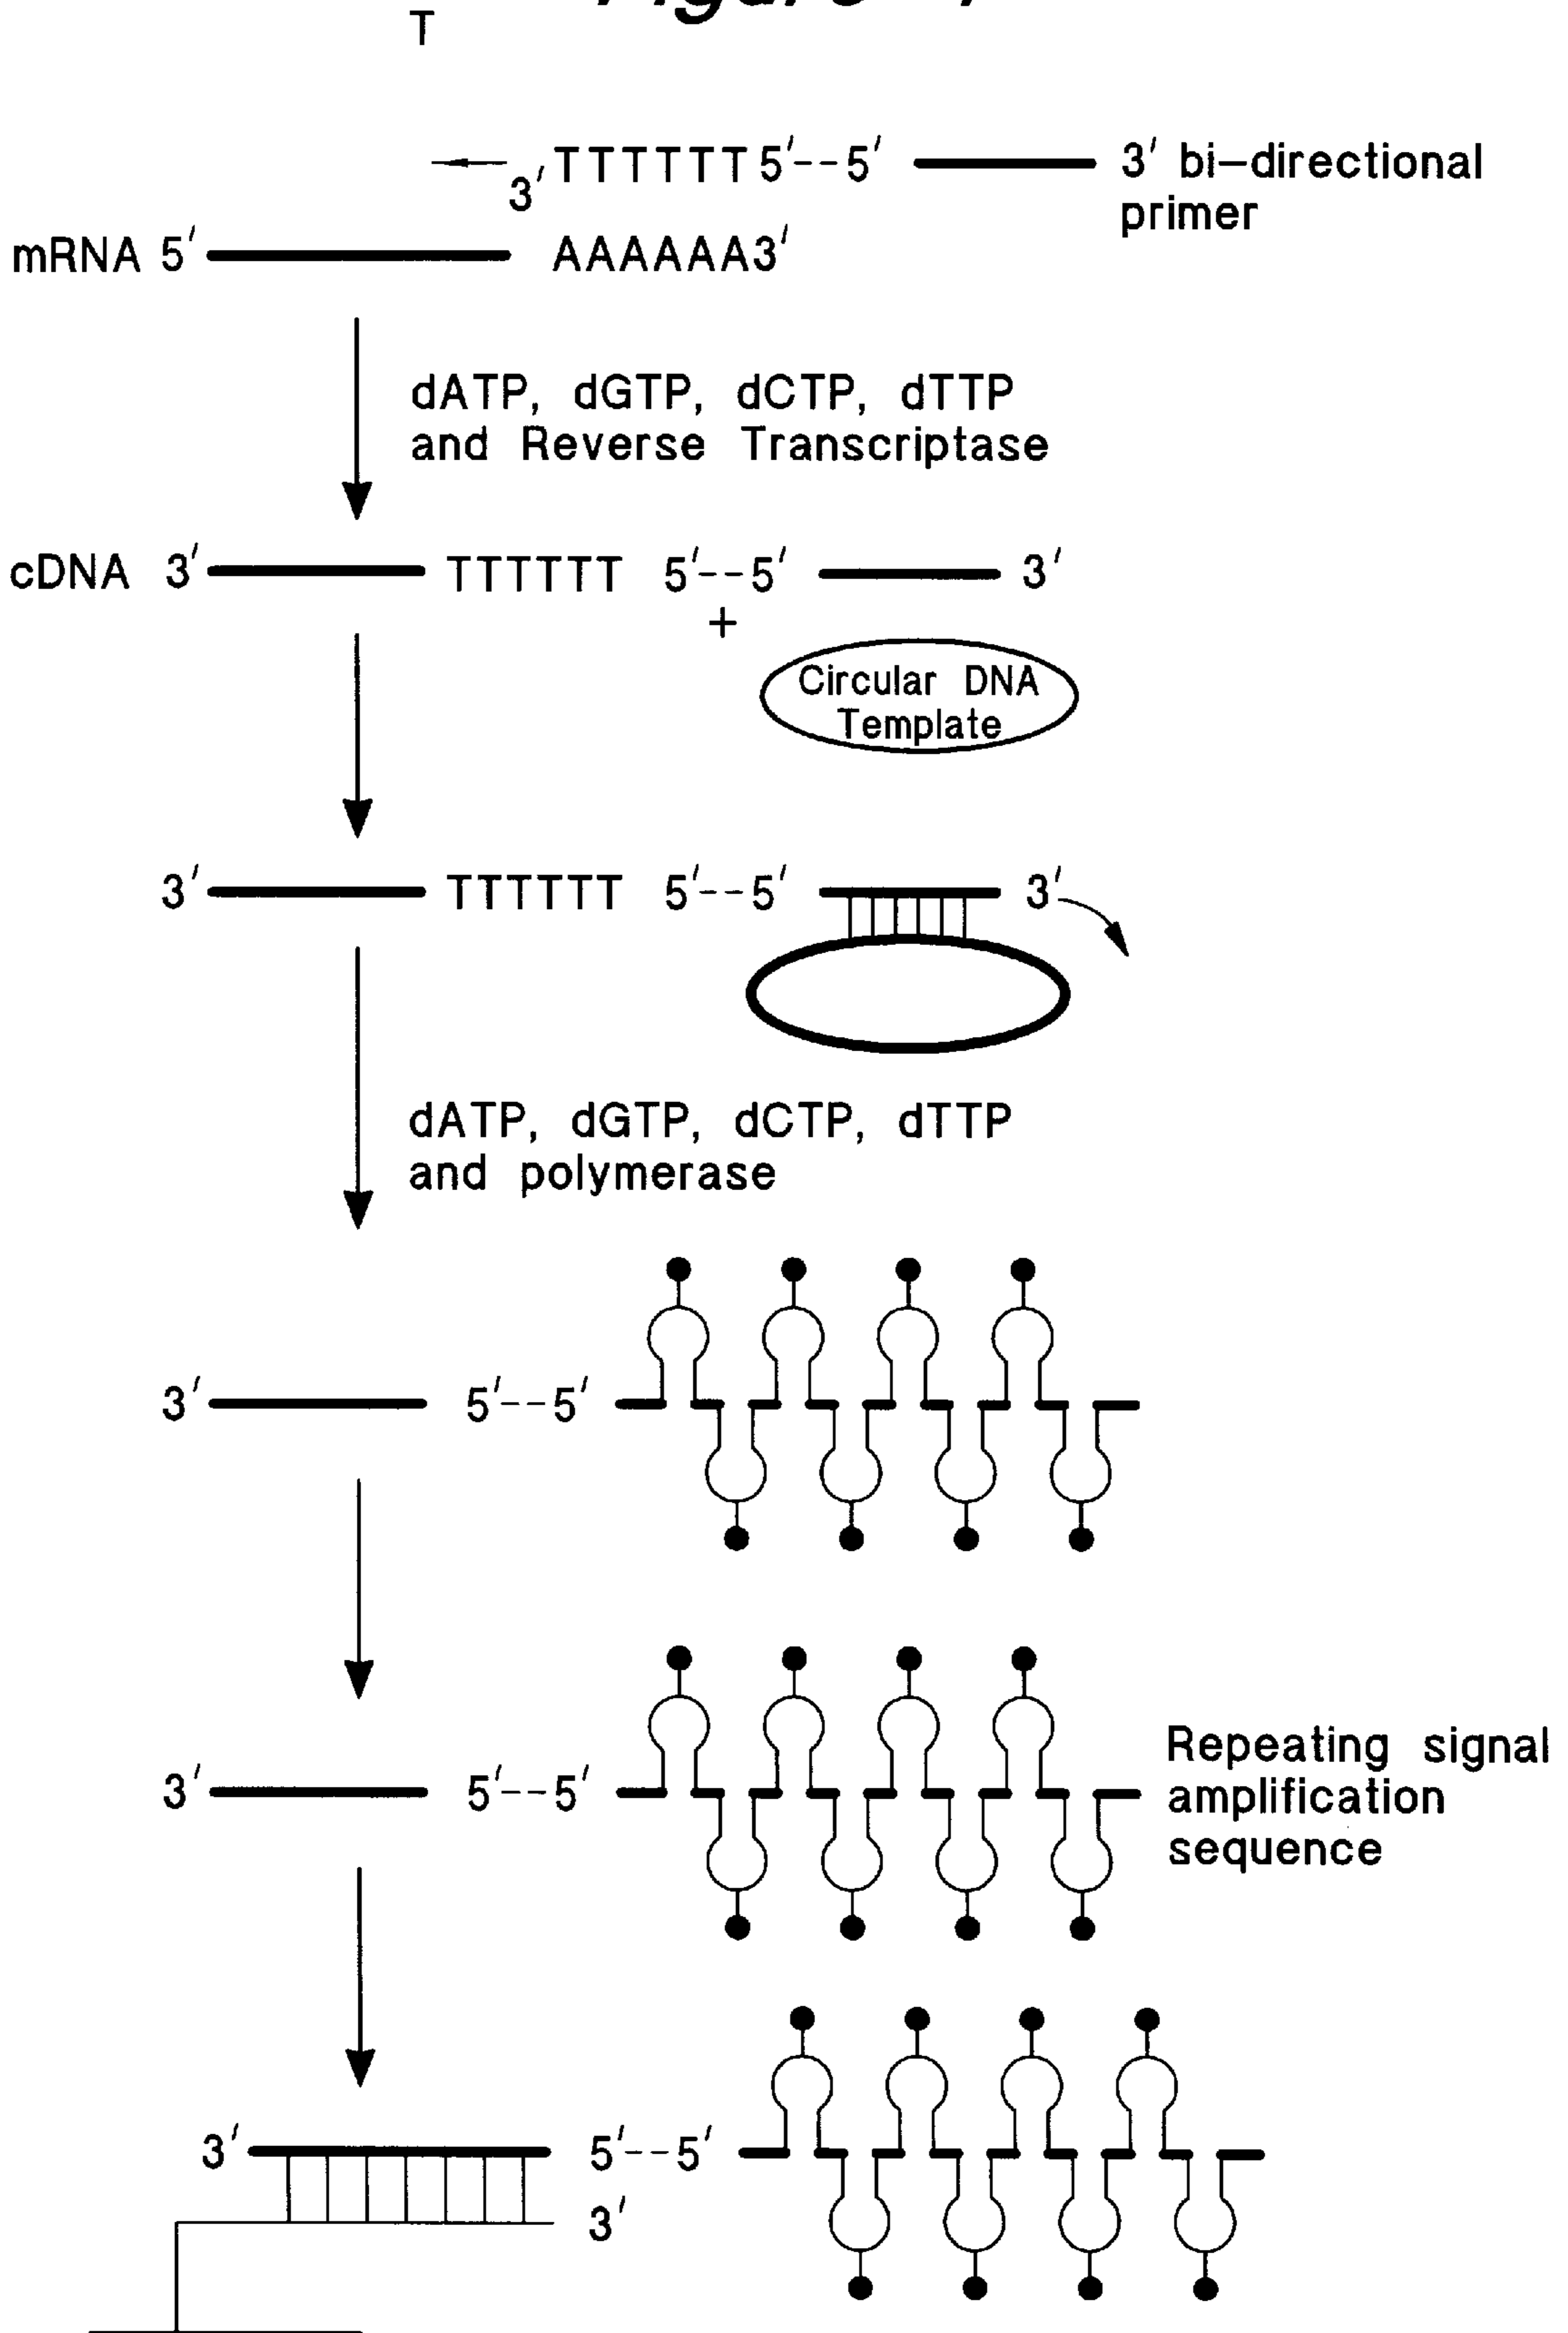 T
3' TTTTTT 5'--5' 3' bi-directional
primer
mRNA 5' AAAAAA3'
dATP, dGTP, dCTP, dTTP
and Reverse Transcriptase
cDNA 3' TTTTTT 5'--5' 3'
+
Circular DNA
Template
3' TTTTTT 5'--5' 3'
dATP, dGTP, dCTP, dTTP
and polymerase
3' 5'--5'
3' 5'--5'
Repeating signal
amplification
sequence
3' 5'--5'
3'